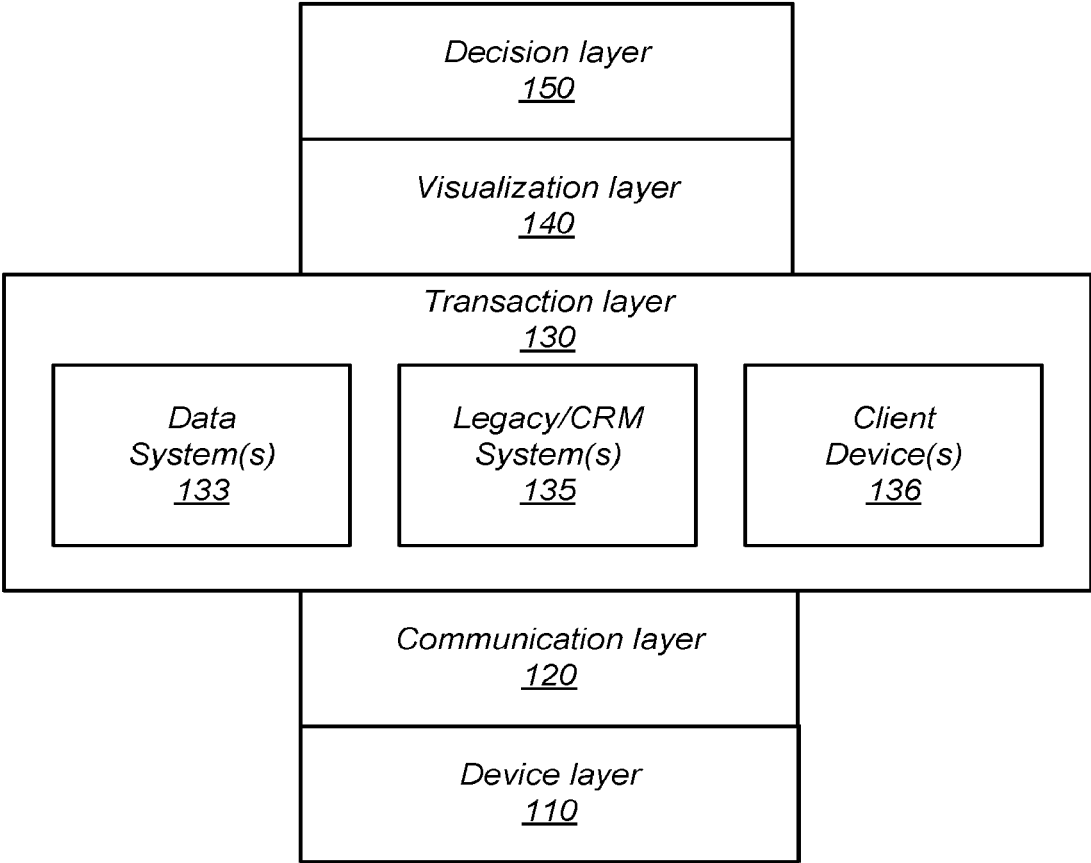 Decision layer
150
Visualization layer
140
Transaction layer
130
Data
System(s)
133
Legacy/CRM
System(s)
135
Client
Device(s)
136
Communication layer
120
Device layer
110